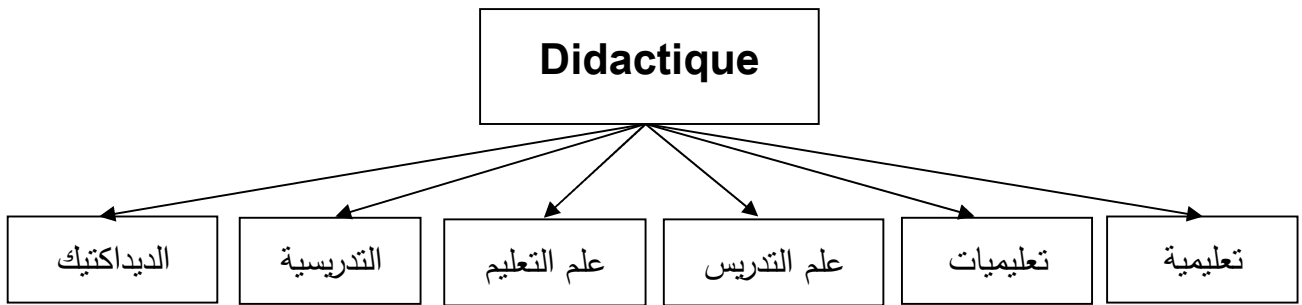 Didactique
تعليمية
تعليميات
علم التدريس
علم التعليم
التدريسية
الديداكتيك